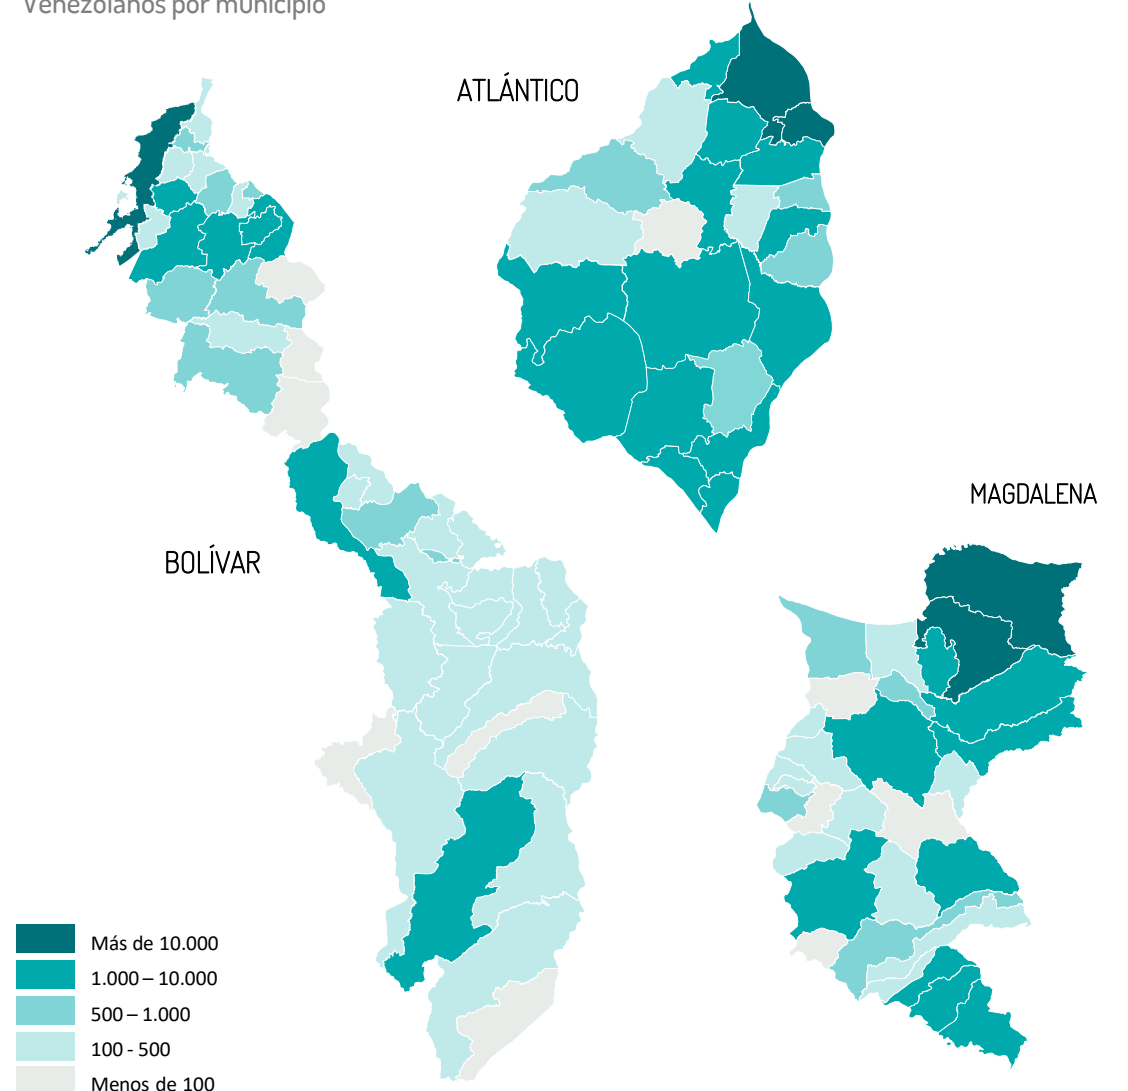 Venezolanos por municipio
ATLÁNTICO
MAGDALENA
BOLÍVAR
Más de 10.000
1.000 – 10.000
500 – 1.000
100 - 500
Menos de 100